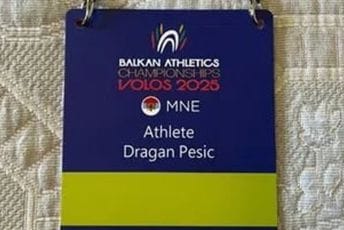 BALKAN ATHLETICS
CHAMPIONSHIPS
VOLOS 2025
MNE
Athlete
Dragan Pesic